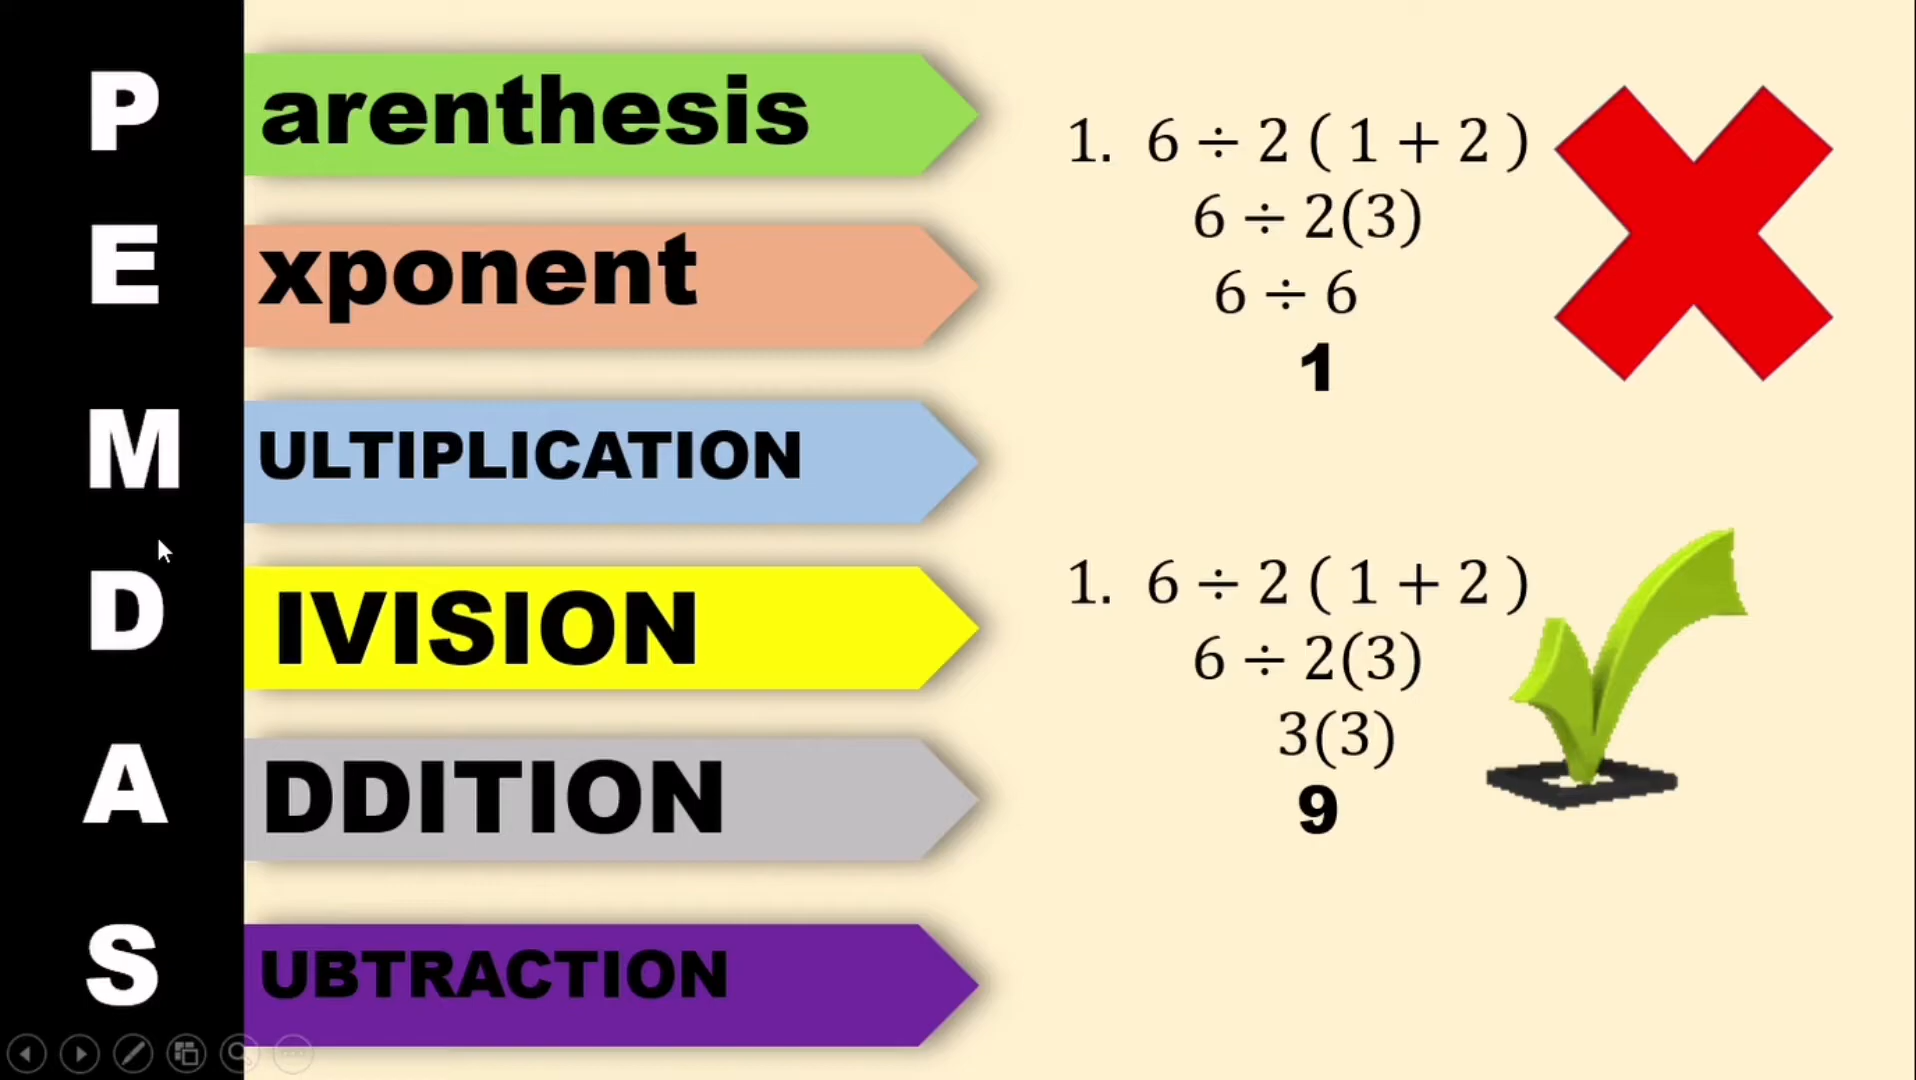 P arenthesis
E xponent
M ULTIPLICATION
D IVISION
A DDITION
S UBTRACTION
1. 6 ÷ 2 ( 1 + 2 )
6 ÷ 2(3)
6 ÷ 6
1
1. 6 ÷ 2 ( 1 + 2 )
6 ÷ 2(3)
3(3)
9